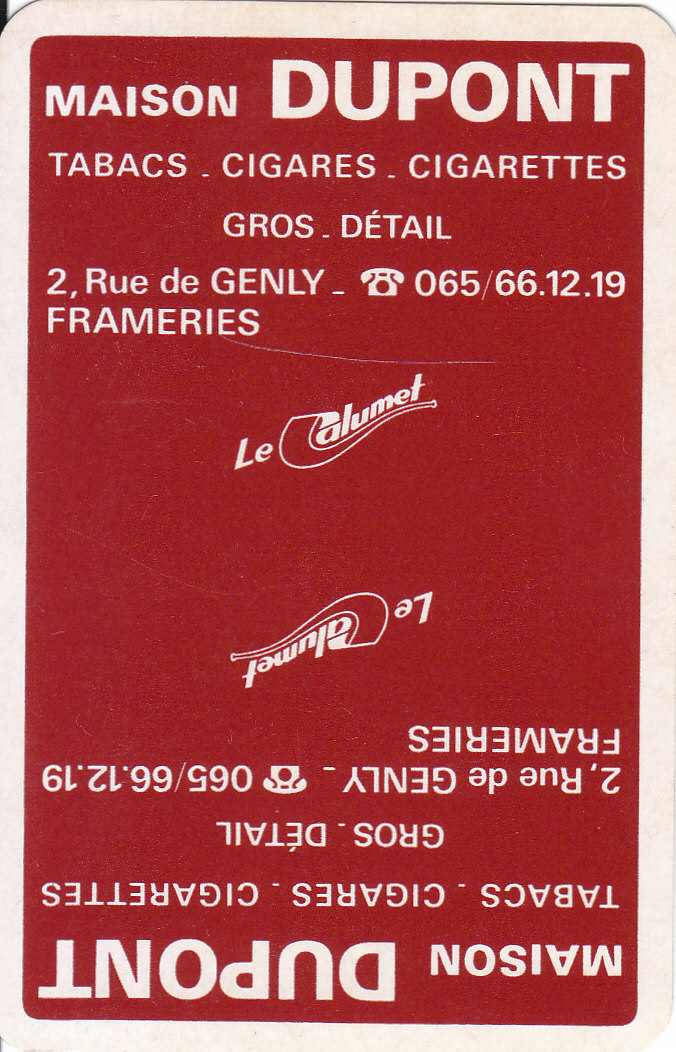 MAISON DUPONT
TABACS - CIGARES - CIGARETTES
GROS - DÉTAIL
2, Rue de GENLY - ☎ 065/66.12.19
FRAMERIES
Le Calumet
Le Calumet
FRAMERIES
2, Rue de GENLY - ☎ 065/66.12.19
GROS - DÉTAIL
TABACS - CIGARES - CIGARETTES
MAISON DUPONT